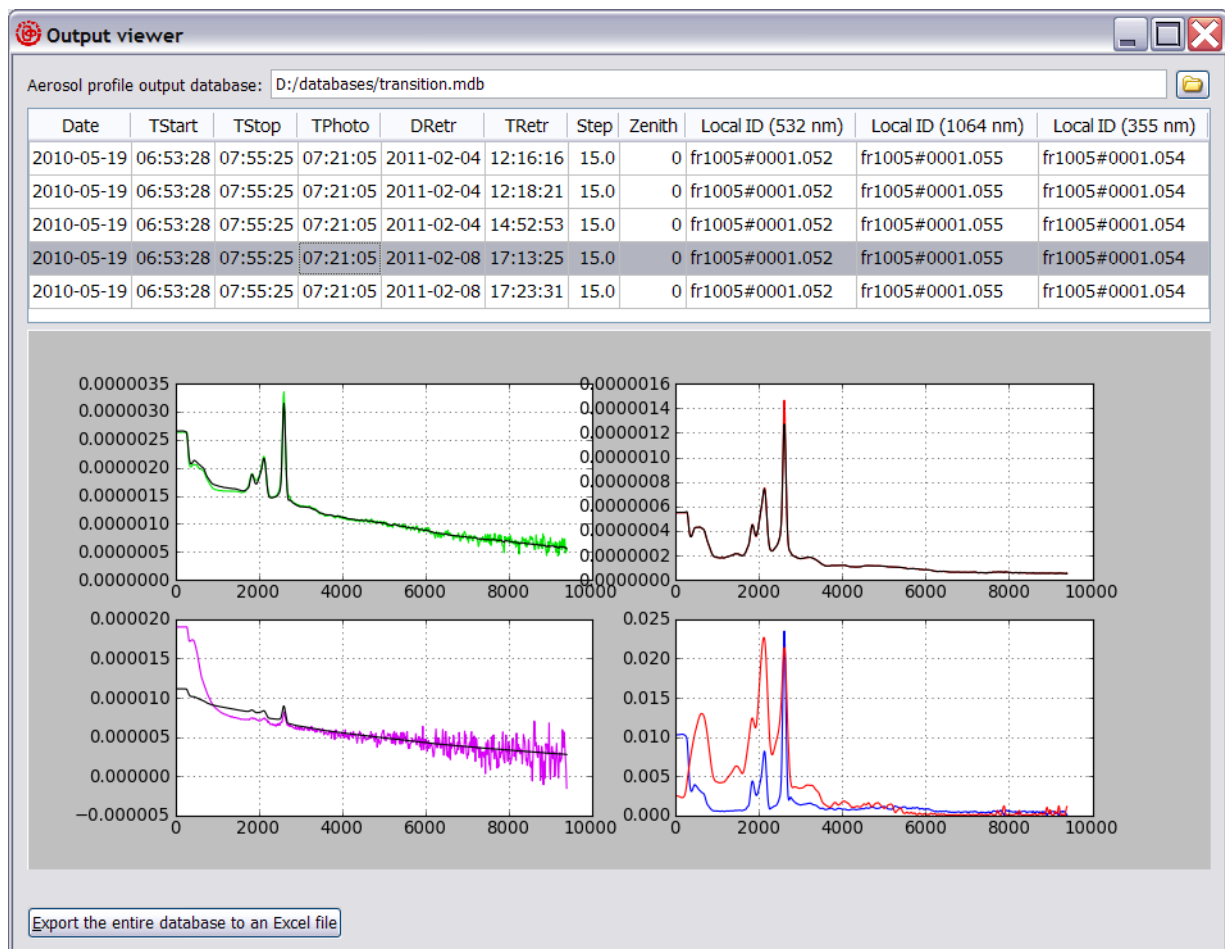 Output viewer
Aerosol profile output database: D:/databases/transition.mdb
Date TStart TStop TPhoto DRetr TRetr Step Zenith Local ID (532 nm) Local ID (1064 nm) Local ID (355 nm)
2010-05-19 06:53:28 07:55:25 07:21:05 2011-02-04 12:16:16 15.0 0 fr1005#0001.052 fr1005#0001.055 fr1005#0001.054
2010-05-19 06:53:28 07:55:25 07:21:05 2011-02-04 12:18:21 15.0 0 fr1005#0001.052 fr1005#0001.055 fr1005#0001.054
2010-05-19 06:53:28 07:55:25 07:21:05 2011-02-04 14:52:53 15.0 0 fr1005#0001.052 fr1005#0001.055 fr1005#0001.054
2010-05-19 06:53:28 07:55:25 07:21:05 2011-02-08 17:13:25 15.0 0 fr1005#0001.052 fr1005#0001.055 fr1005#0001.054
2010-05-19 06:53:28 07:55:25 07:21:05 2011-02-08 17:23:31 15.0 0 fr1005#0001.052 fr1005#0001.055 fr1005#0001.054
0.0000035
0.0000030
0.0000025
0.0000020
0.0000015
0.0000010
0.0000005
0.0000000
0 2000 4000 6000 8000 10000
0.0000016
0.0000014
0.0000012
0.0000010
0.0000008
0.0000006
0.0000004
0.0000002
0.0000000
0 2000 4000 6000 8000 10000
0.000020
0.000015
0.000010
0.000005
0.000000
−0.000005
0 2000 4000 6000 8000 10000
0.025
0.020
0.015
0.010
0.005
0.000
0 2000 4000 6000 8000 10000
Export the entire database to an Excel file